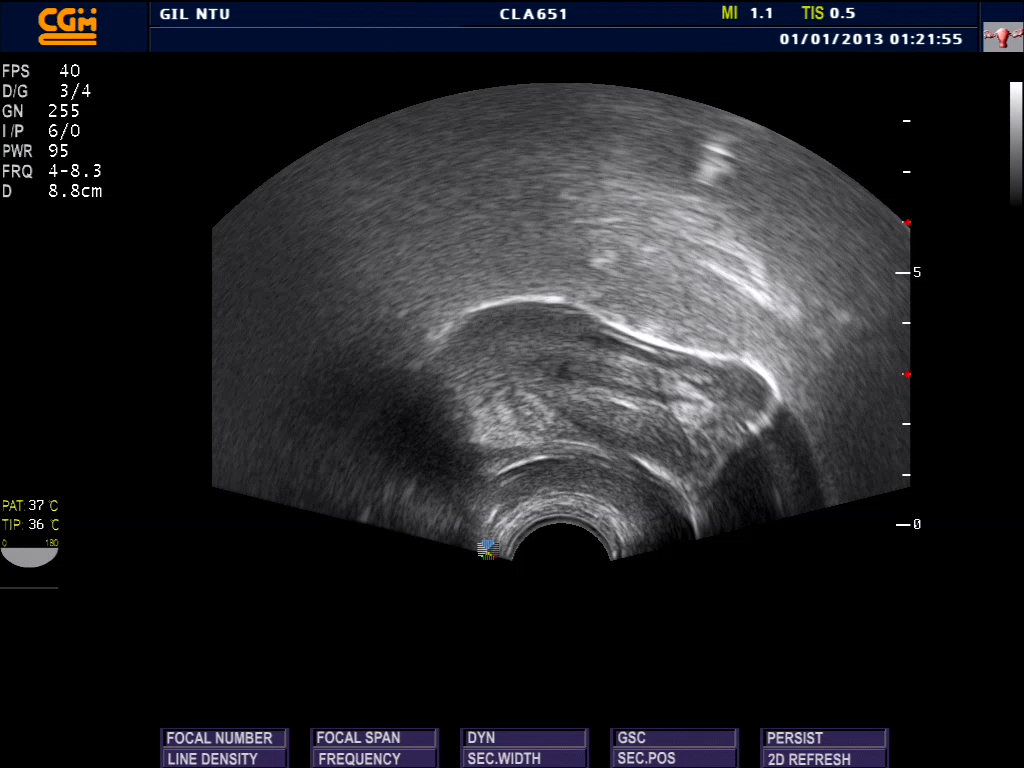 CGM
GIL NTU CLA651 MI 1.1 TIS 0.5
01/01/2013 01:21:55
FPS 40
D/G 3/4
GN 255
I/P 6/0
PWR 95
FRQ 4-8.3
D 8.8cm
5
PAT: 37 °C
TIP: 36 °C
0 180
0
FOCAL NUMBER FOCAL SPAN DYN GSC PERSIST
LINE DENSITY FREQUENCY SEC.WIDTH SEC.POS 2D REFRESH